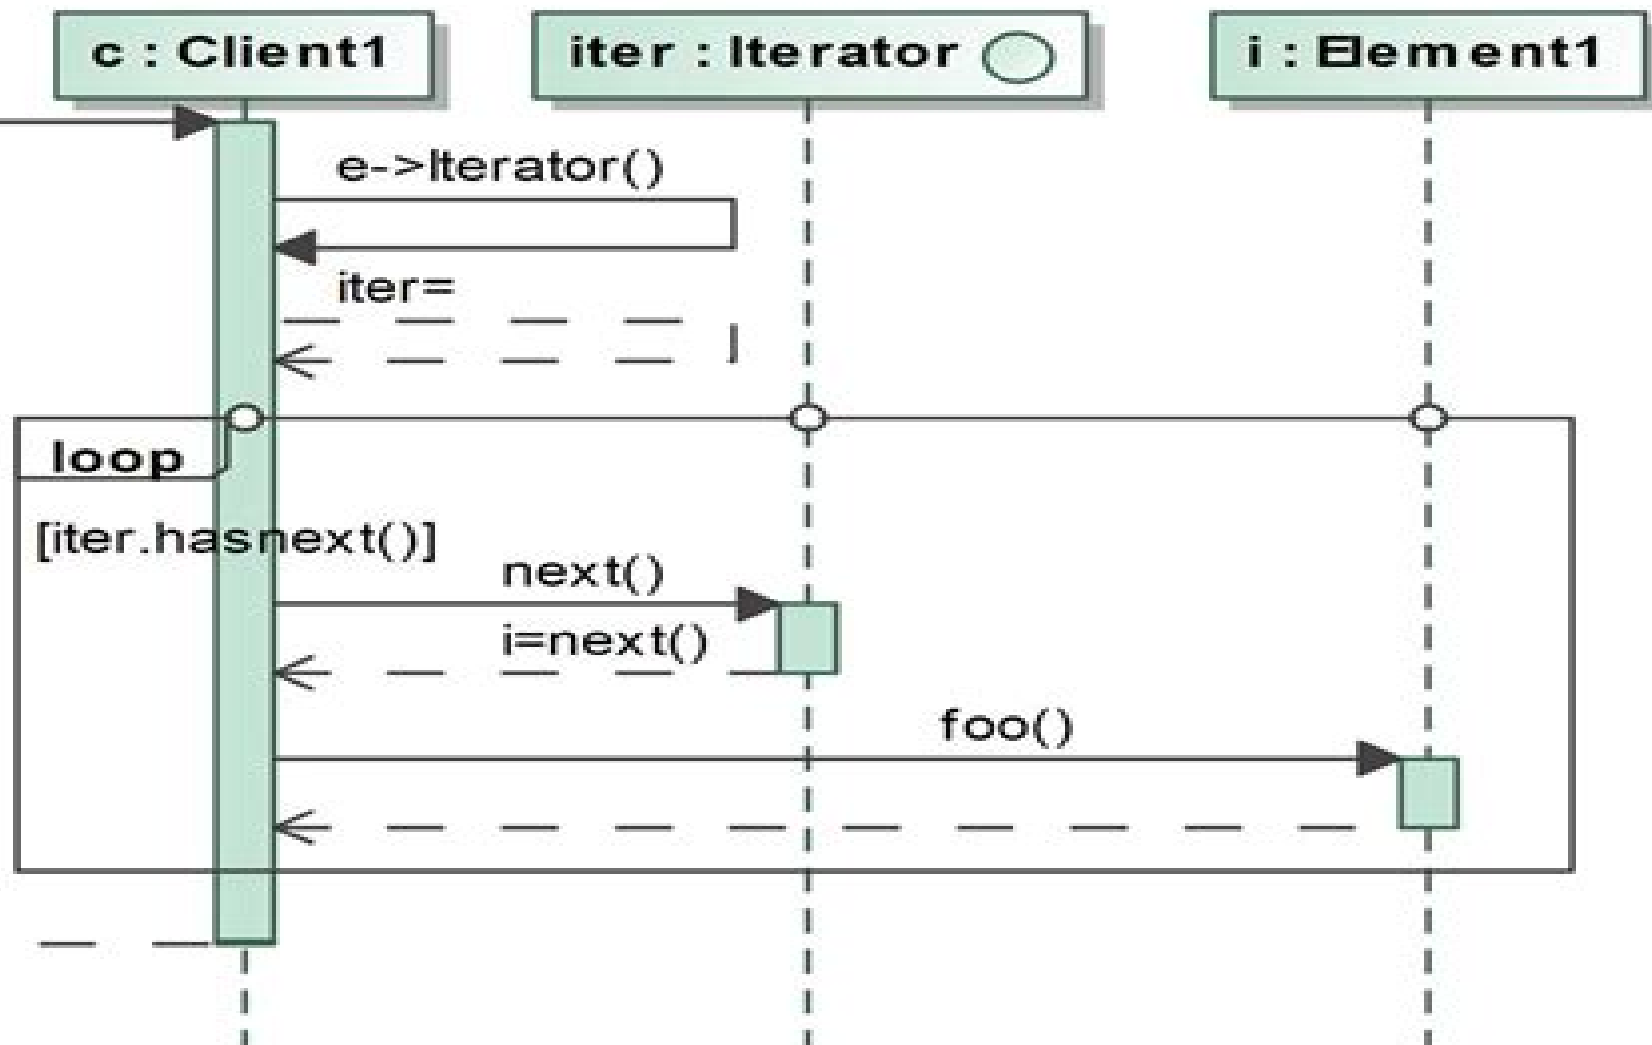 c : Client1
iter : Iterator
i : Element1
e->Iterator()
iter=
loop
[iter.hasnext()]
next()
i=next()
foo()